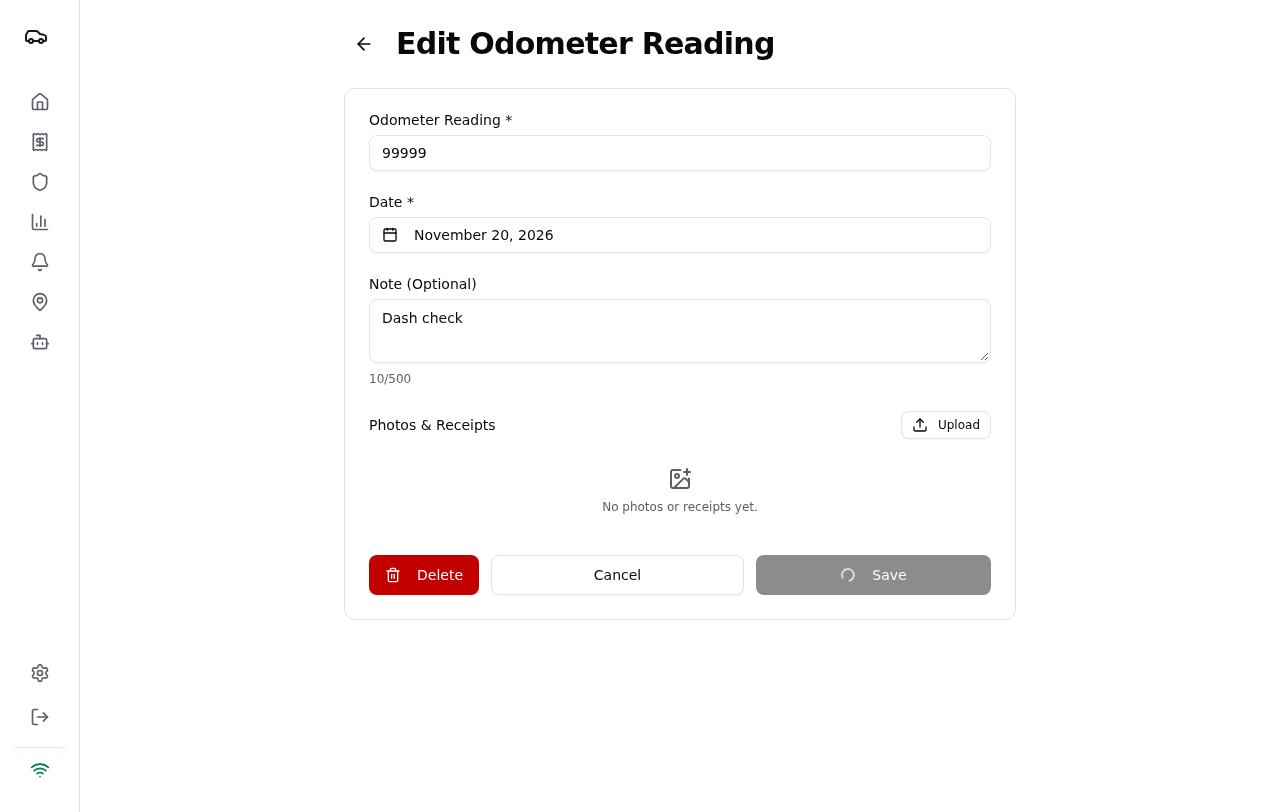 Edit Odometer Reading
Odometer Reading *
99999
Date *
November 20, 2026
Note (Optional)
Dash check
10/500
Photos & Receipts
Upload
No photos or receipts yet.
Delete
Cancel
Save